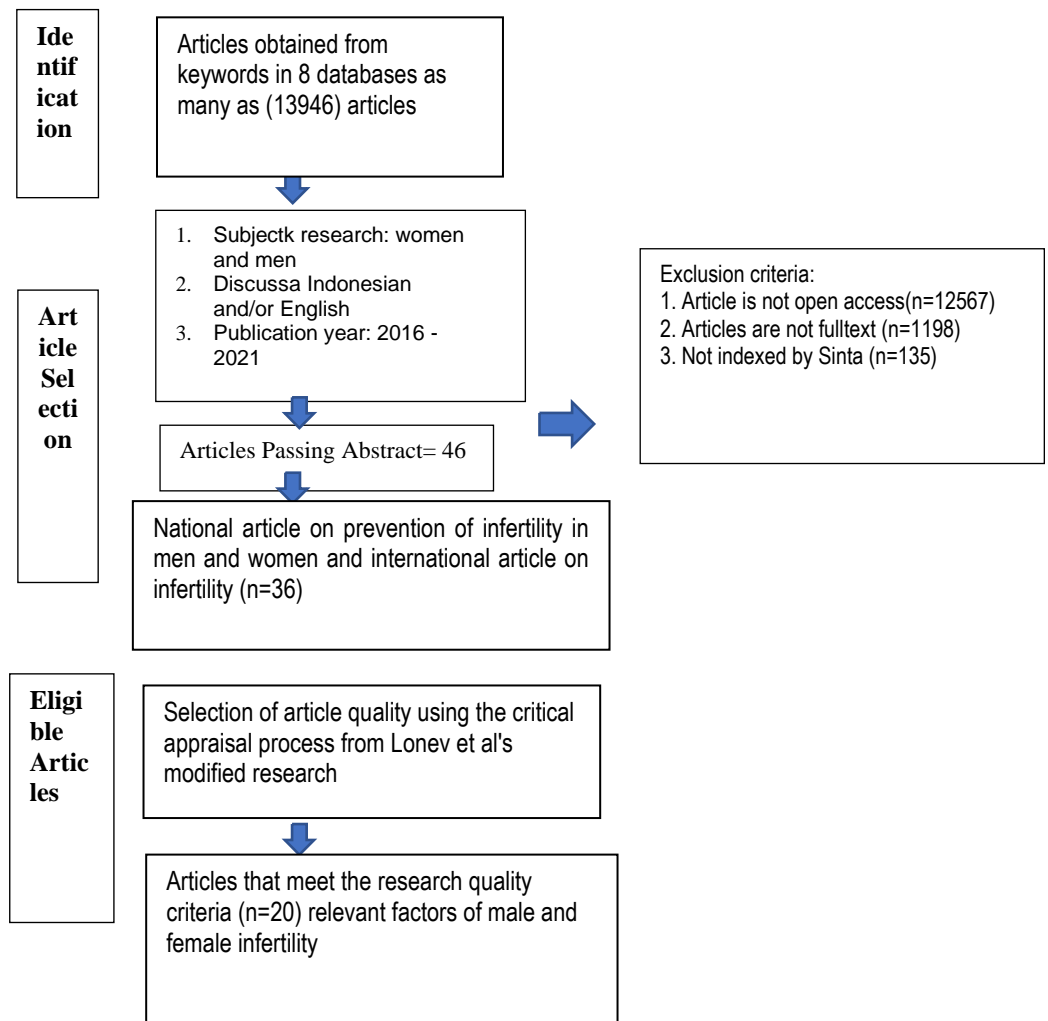 Ide
ntif
icat
ion
Articles obtained from
keywords in 8 databases as
many as (13946) articles
Art
icle
Sel
ecti
on
1. Subjectk research: women
and men
2. Discussa Indonesian
and/or English
3. Publication year: 2016 -
2021
Exclusion criteria:
1. Article is not open access(n=12567)
2. Articles are not fulltext (n=1198)
3. Not indexed by Sinta (n=135)
Articles Passing Abstract= 46
National article on prevention of infertility in
men and women and international article on
infertility (n=36)
Eligi
ble
Artic
les
Selection of article quality using the critical
appraisal process from Lonev et al's
modified research
Articles that meet the research quality
criteria (n=20) relevant factors of male and
female infertility